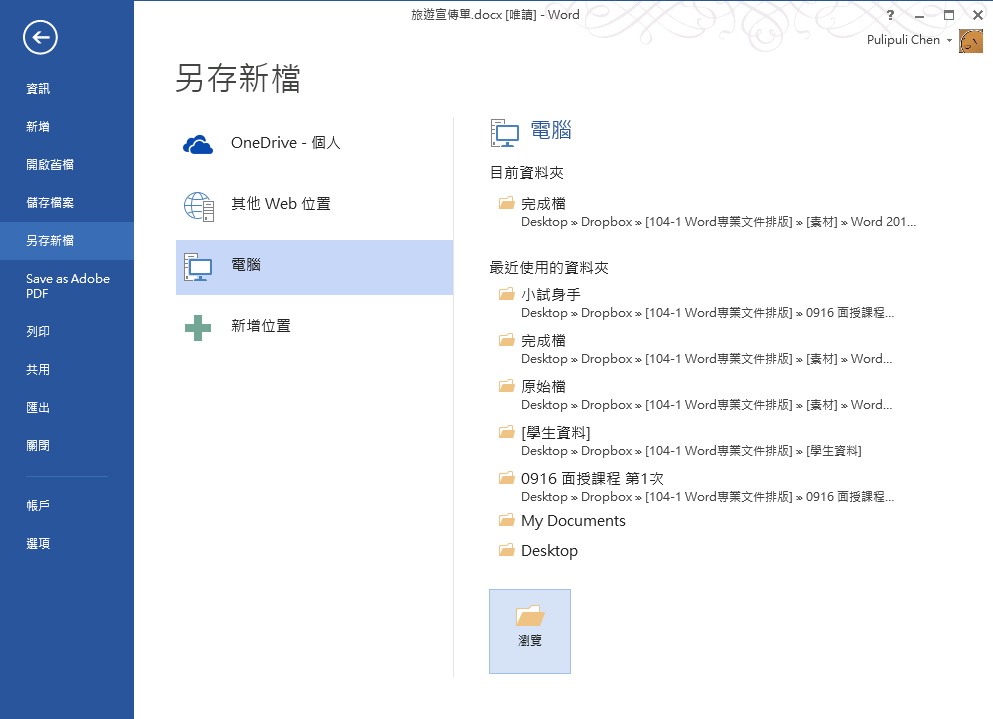 旅遊宣傳單.docx [唯讀] - Word
?
Pulipuli Chen
資訊
新增
開啟舊檔
儲存檔案
另存新檔
Save as Adobe
PDF
列印
共用
匯出
關閉
帳戶
選項
另存新檔
OneDrive - 個人
其他 Web 位置
電腦
新增位置
電腦
目前資料夾
完成檔
Desktop » Dropbox » [104-1 Word專業文件排版] » [素材] » Word 201...
最近使用的資料夾
小試身手
Desktop » Dropbox » [104-1 Word專業文件排版] » 0916 面授課程...
完成檔
Desktop » Dropbox » [104-1 Word專業文件排版] » [素材] » Word...
原始檔
Desktop » Dropbox » [104-1 Word專業文件排版] » [素材] » Word...
[學生資料]
Desktop » Dropbox » [104-1 Word專業文件排版] » [學生資料]
0916 面授課程 第1次
Desktop » Dropbox » [104-1 Word專業文件排版] » 0916 面授課程...
My Documents
Desktop
瀏覽